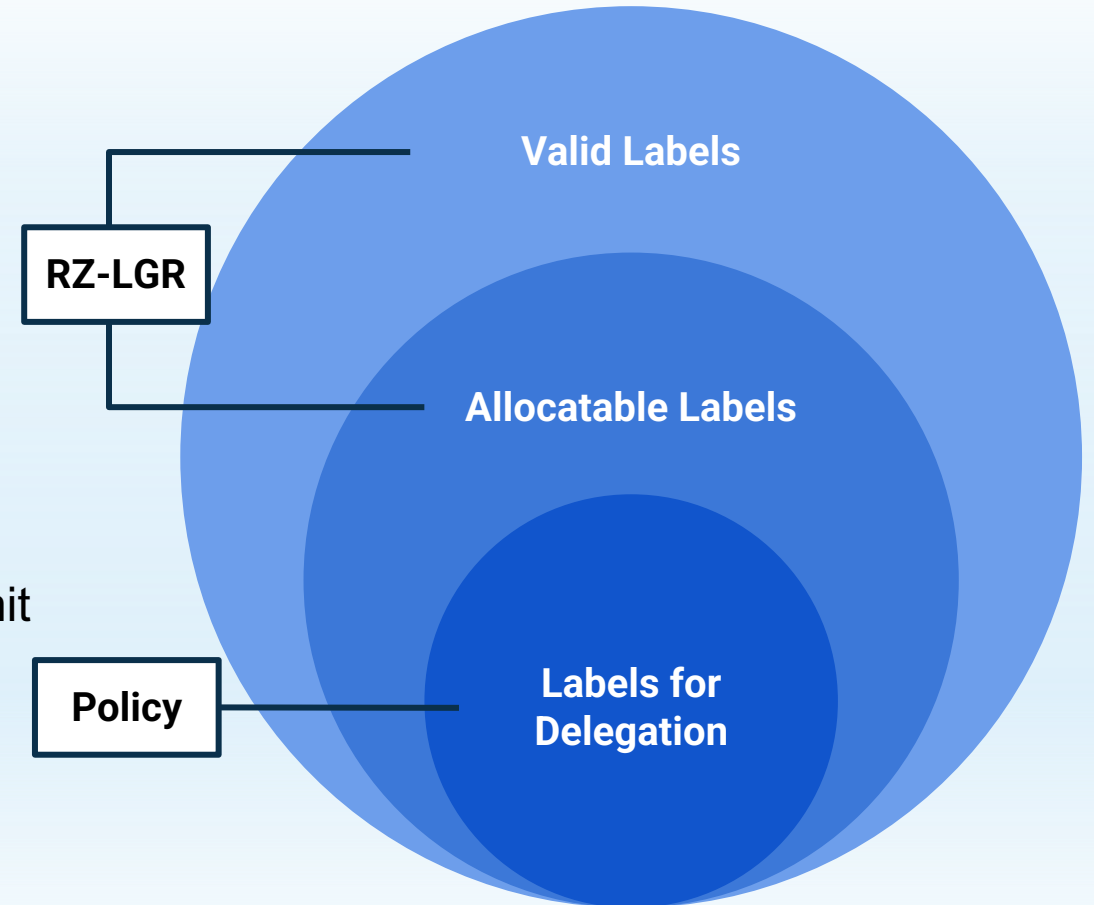 Valid Labels
RZ-LGR
Allocatable Labels
Policy
Labels for
Delegation